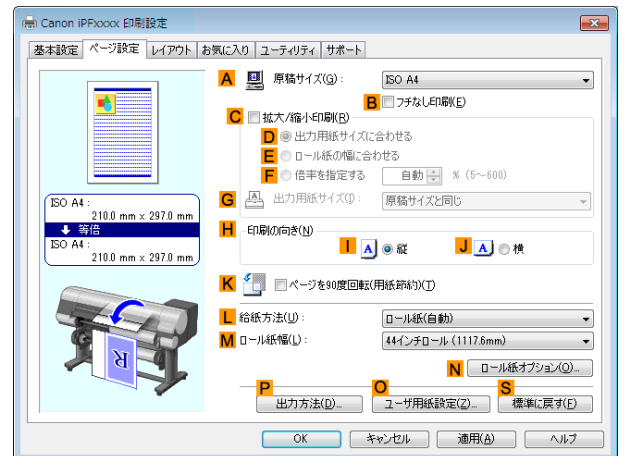 Canon iPFxxxx 印刷設定
基本設定 ページ設定 レイアウト お気に入り ユーティリティ サポート
A 原稿サイズ(G): ISO A4
B フチなし印刷(E)
C 拡大/縮小印刷(R)
D 出力用紙サイズに合わせる
E ロール紙の幅に合わせる
F 倍率を指定する 自動 % (5~600)
G 出力用紙サイズ(I): 原稿サイズと同じ
ISO A4 :
210.0 mm x 297.0 mm
等倍
ISO A4 :
210.0 mm x 297.0 mm
H 印刷の向き(N)
I A 縦 J A 横
K ページを90度回転(用紙節約)(T)
L 給紙方法(U): ロール紙(自動)
M ロール紙幅(L): 44インチロール (1117.6mm)
R
N ロール紙オプション(O)...
P O S
出力方法(D)... ユーザ用紙設定(Z)... 標準に戻す(F)
OK キャンセル 適用(A) ヘルプ